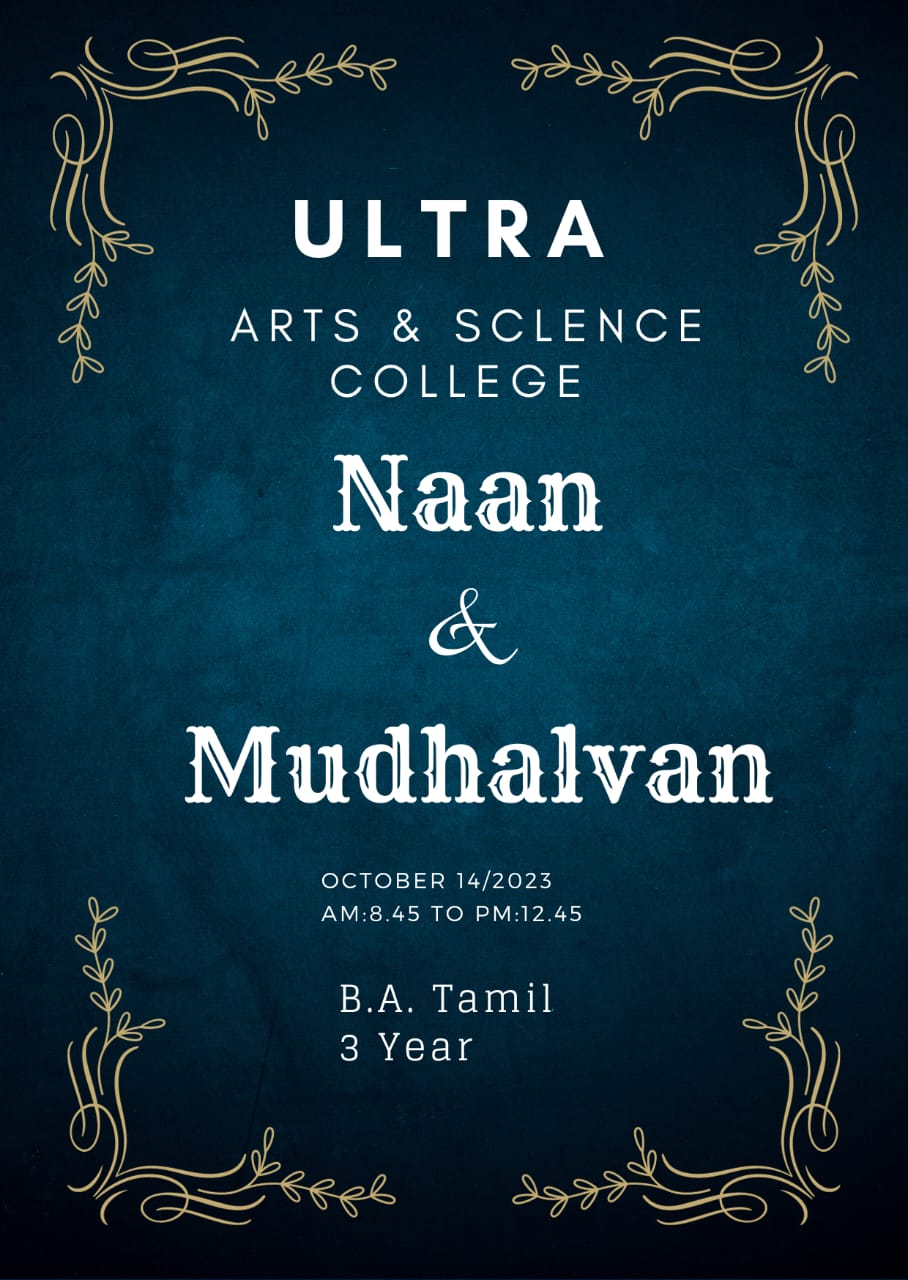 ULTRA
ARTS & SCLENCE
COLLEGE
Naan
&
Mudhalvan
OCTOBER 14/2023
AM:8.45 TO PM:12.45
B.A. Tamil
3 Year